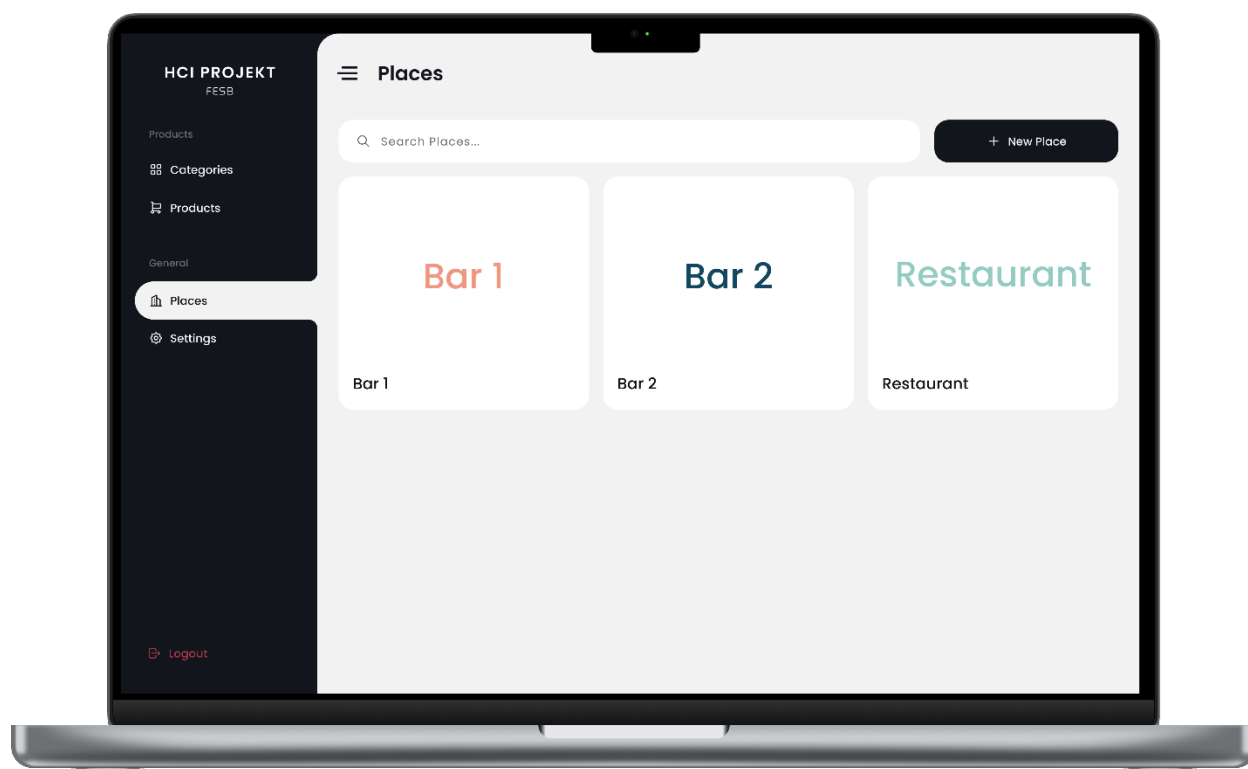 HCI PROJEKT
FESB
Products
Categories
Products
General
Places
Settings
Logout
Places
Search Places...
+ New Place
Bar 1
Bar 2
Restaurant
Bar 1
Bar 2
Restaurant